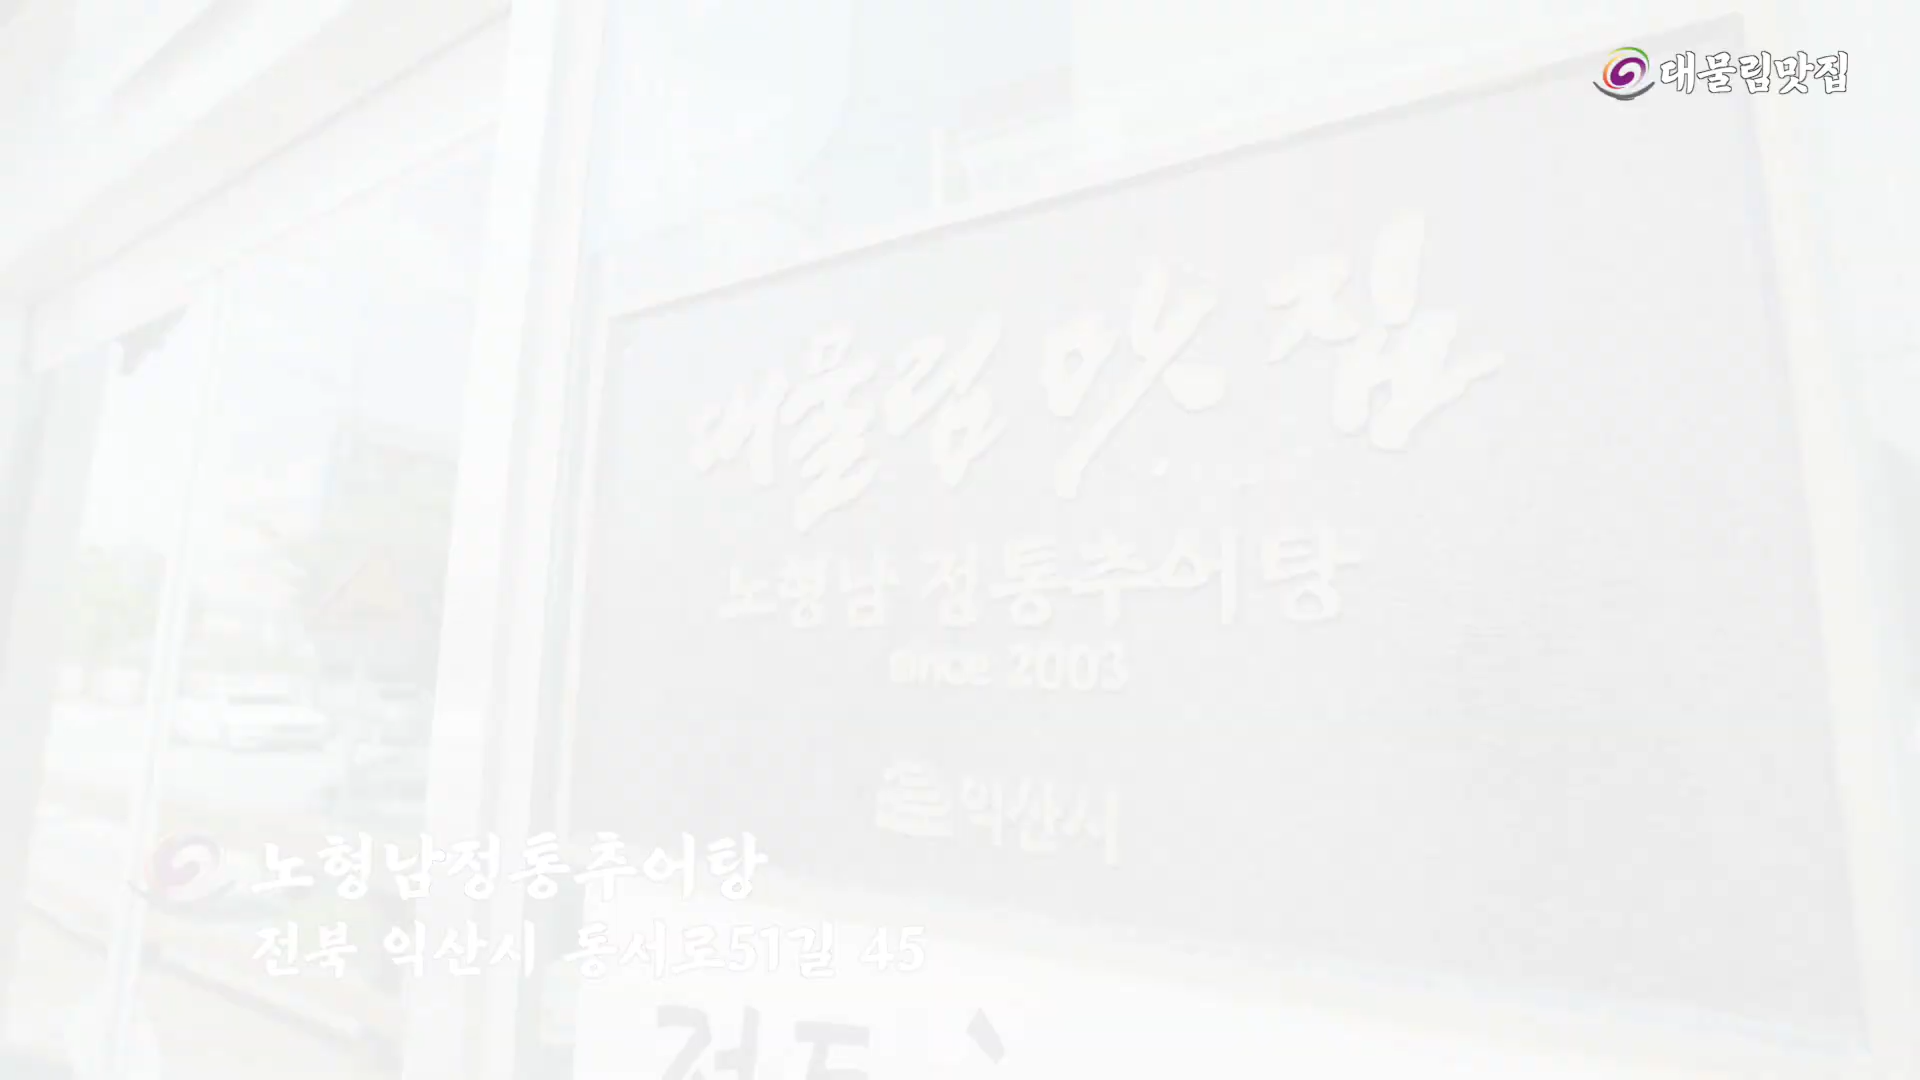 대물림맛집
대물림 맛집
노형남 정통추어탕
since 2003
익산시
노형남정통추어탕
전북 익산시 동서로51길 45